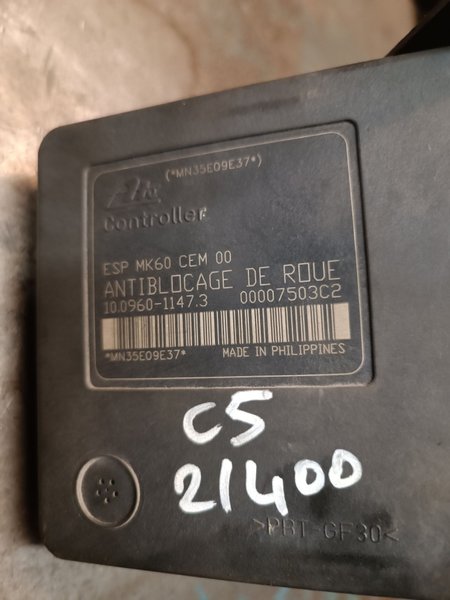 (*MN35E09E37*)
Ate
Controller
ESP MK60 CEM 00
ANTIBLOCAGE DE ROUE
10.0960-1147.3 00007503C2
*MN35E09E37* MADE IN PHILIPPINES
C5
21400
>PBT-GF30<